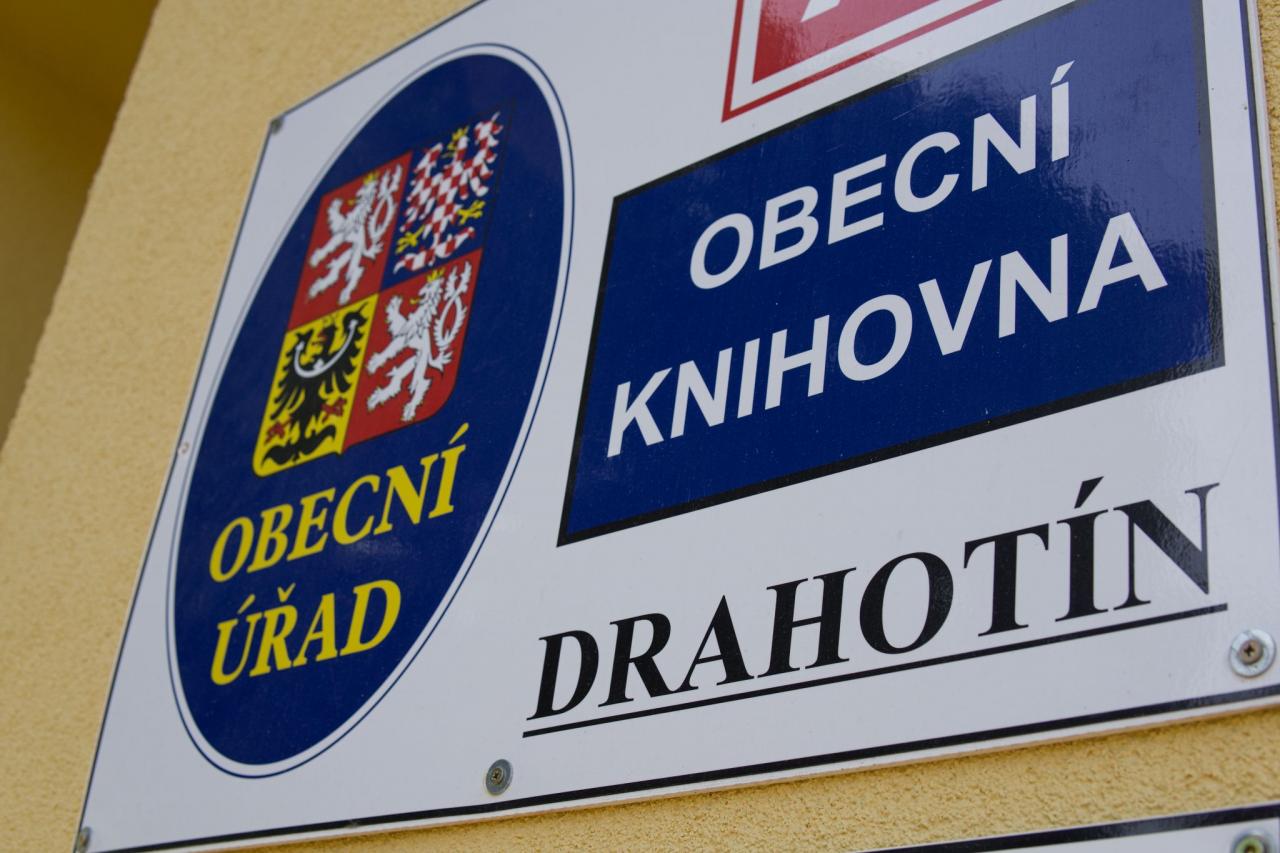 OBECNÍ
ÚŘAD
OBECNÍ
KNIHOVNA
DRAHOTÍN